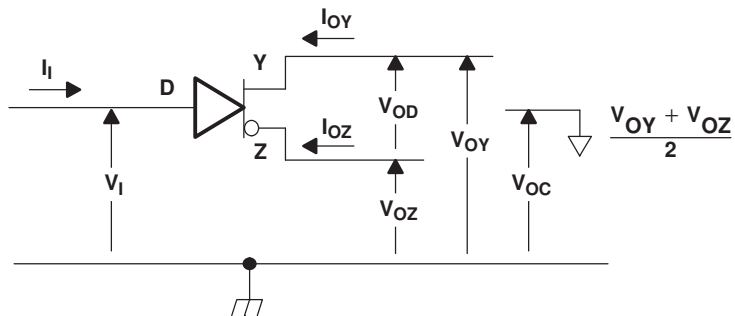 I_OY
I_I
D
Y
V_OD
I_OZ
Z
V_OY
V_OY + V_OZ
2
V_I
V_OZ
V_OC